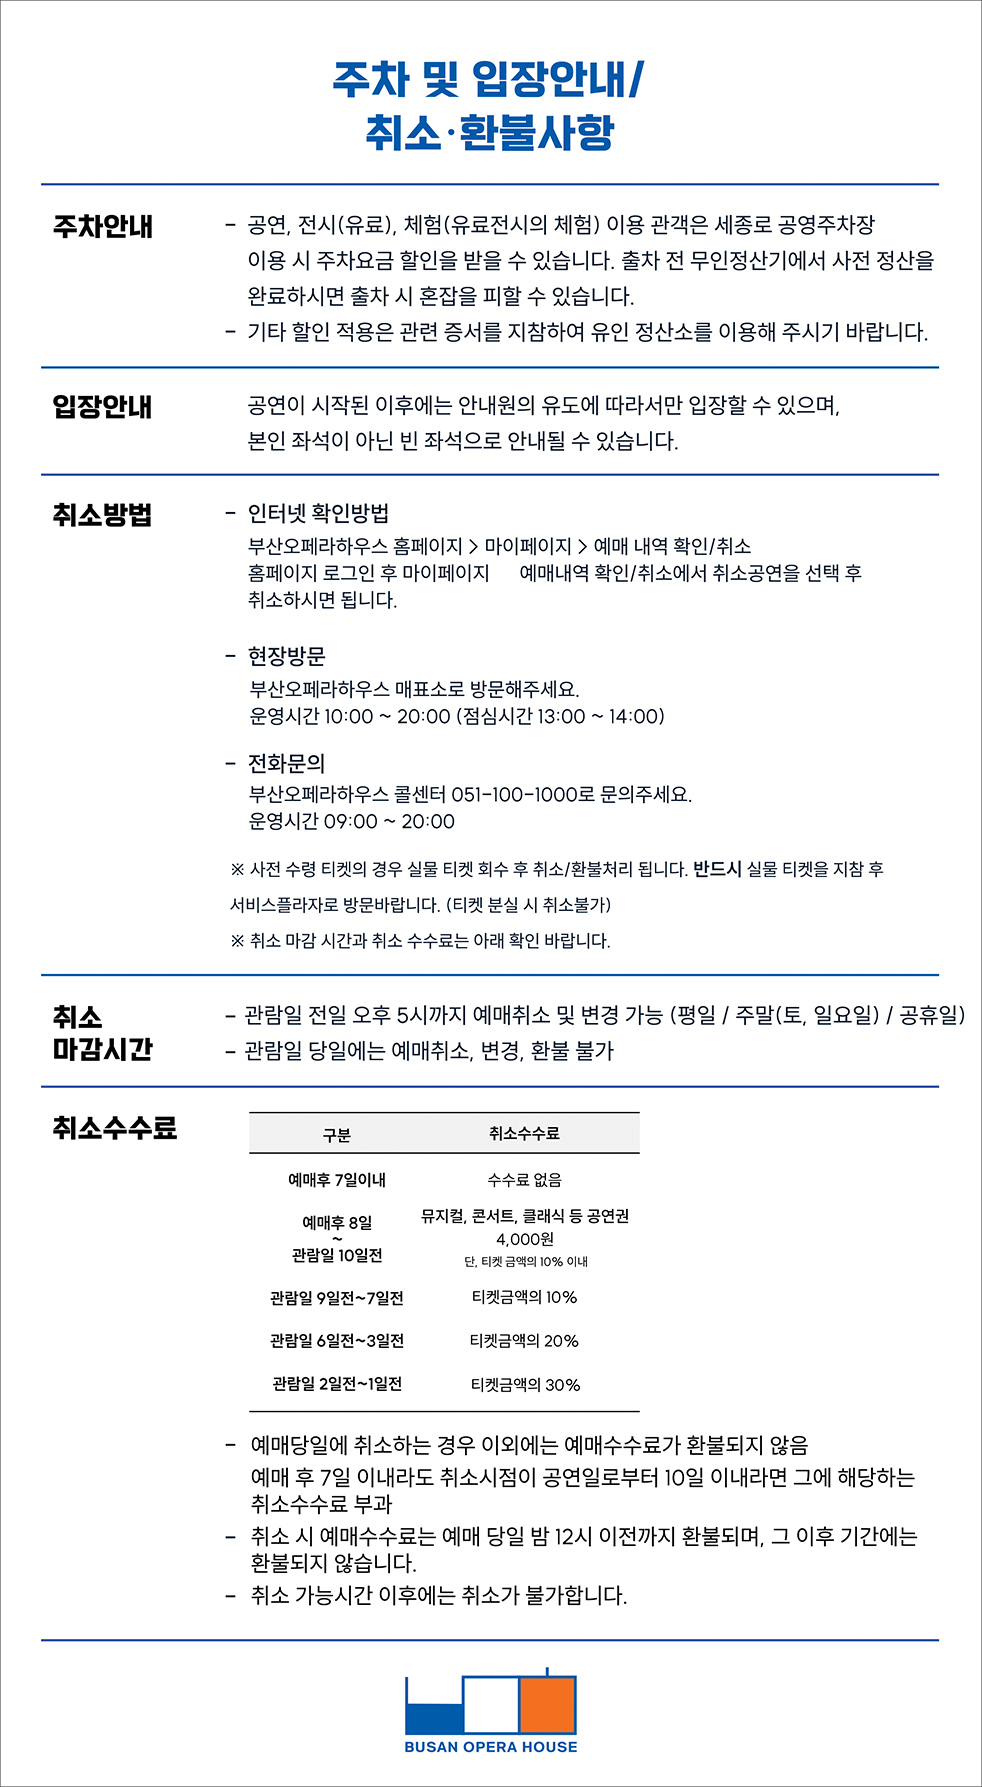 주차 및 입장안내/
취소·환불사항
주차안내
- 공연, 전시(유료), 체험(유료전시의 체험) 이용 관객은 세종로 공영주차장
이용 시 주차요금 할인을 받을 수 있습니다. 출차 전 무인정산기에서 사전 정산을
완료하시면 출차 시 혼잡을 피할 수 있습니다.
- 기타 할인 적용은 관련 증서를 지참하여 유인 정산소를 이용해 주시기 바랍니다.
입장안내
공연이 시작된 이후에는 안내원의 유도에 따라서만 입장할 수 있으며,
본인 좌석이 아닌 빈 좌석으로 안내될 수 있습니다.
취소방법
- 인터넷 확인방법
부산오페라하우스 홈페이지 > 마이페이지 > 예매 내역 확인/취소
홈페이지 로그인 후 마이페이지 예매내역 확인/취소에서 취소공연을 선택 후
취소하시면 됩니다.
- 현장방문
부산오페라하우스 매표소로 방문해주세요.
운영시간 10:00 ~ 20:00 (점심시간 13:00 ~ 14:00)
- 전화문의
부산오페라하우스 콜센터 051-100-1000로 문의주세요.
운영시간 09:00 ~ 20:00
※ 사전 수령 티켓의 경우 실물 티켓 회수 후 취소/환불처리 됩니다. 반드시 실물 티켓을 지참 후
서비스플라자로 방문바랍니다. (티켓 분실 시 취소불가)
※ 취소 마감 시간과 취소 수수료는 아래 확인 바랍니다.
취소
마감시간
- 관람일 전일 오후 5시까지 예매취소 및 변경 가능 (평일 / 주말(토, 일요일) / 공휴일)
- 관람일 당일에는 예매취소, 변경, 환불 불가
취소수수료
구분 취소수수료
예매후 7일이내 수수료 없음
예매후 8일
~
관람일 10일전
뮤지컬, 콘서트, 클래식 등 공연권
4,000원
단, 티켓 금액의 10% 이내
관람일 9일전~7일전 티켓금액의 10%
관람일 6일전~3일전 티켓금액의 20%
관람일 2일전~1일전 티켓금액의 30%
- 예매당일에 취소하는 경우 이외에는 예매수수료가 환불되지 않음
예매 후 7일 이내라도 취소시점이 공연일로부터 10일 이내라면 그에 해당하는
취소수수료 부과
- 취소 시 예매수수료는 예매 당일 밤 12시 이전까지 환불되며, 그 이후 기간에는
환불되지 않습니다.
- 취소 가능시간 이후에는 취소가 불가합니다.
BUSAN OPERA HOUSE